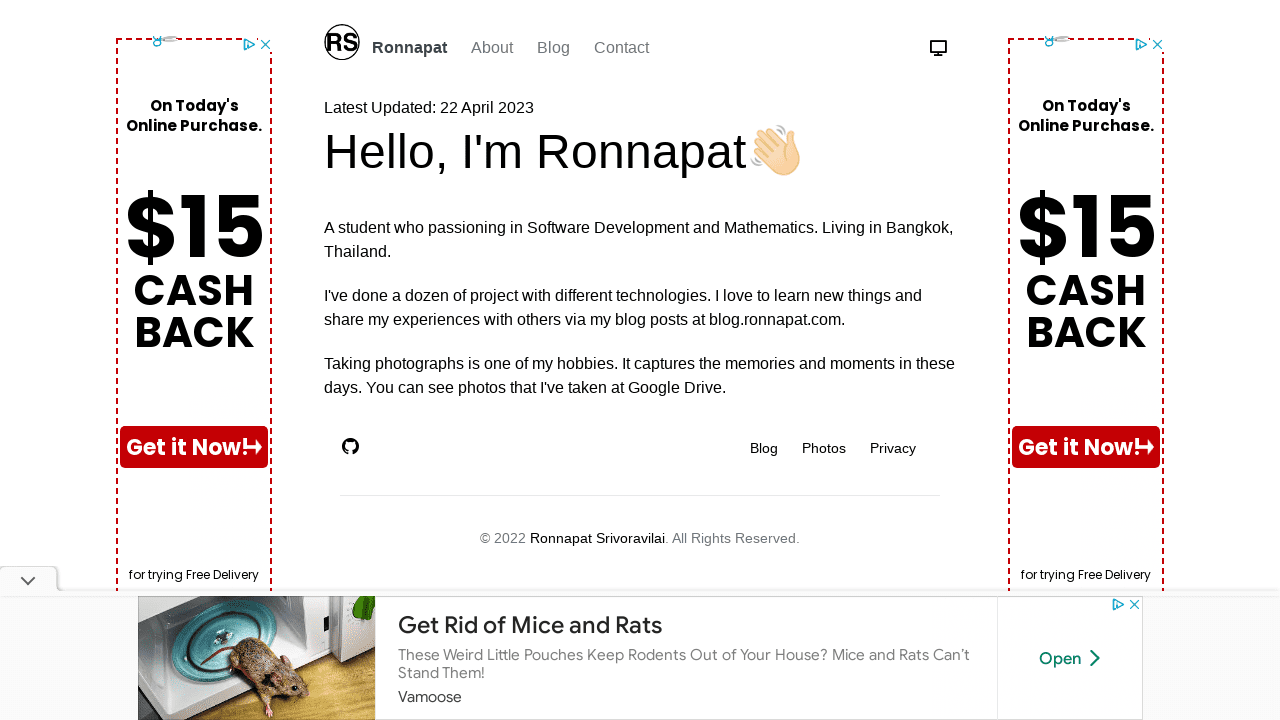 RS Ronnapat About Blog Contact
On Today's
Online Purchase.
$15
CASH
BACK
Get it Now!
for trying Free Delivery
Latest Updated: 22 April 2023
Hello, I'm Ronnapat
A student who passioning in Software Development and Mathematics. Living in Bangkok,
Thailand.
I've done a dozen of project with different technologies. I love to learn new things and
share my experiences with others via my blog posts at blog.ronnapat.com.
Taking photographs is one of my hobbies. It captures the memories and moments in these
days. You can see photos that I've taken at Google Drive.
Blog Photos Privacy
© 2022 Ronnapat Srivoravilai. All Rights Reserved.
On Today's
Online Purchase.
$15
CASH
BACK
Get it Now!
for trying Free Delivery
Get Rid of Mice and Rats
These Weird Little Pouches Keep Rodents Out of Your House? Mice and Rats Can't
Stand Them!
Vamoose
Open